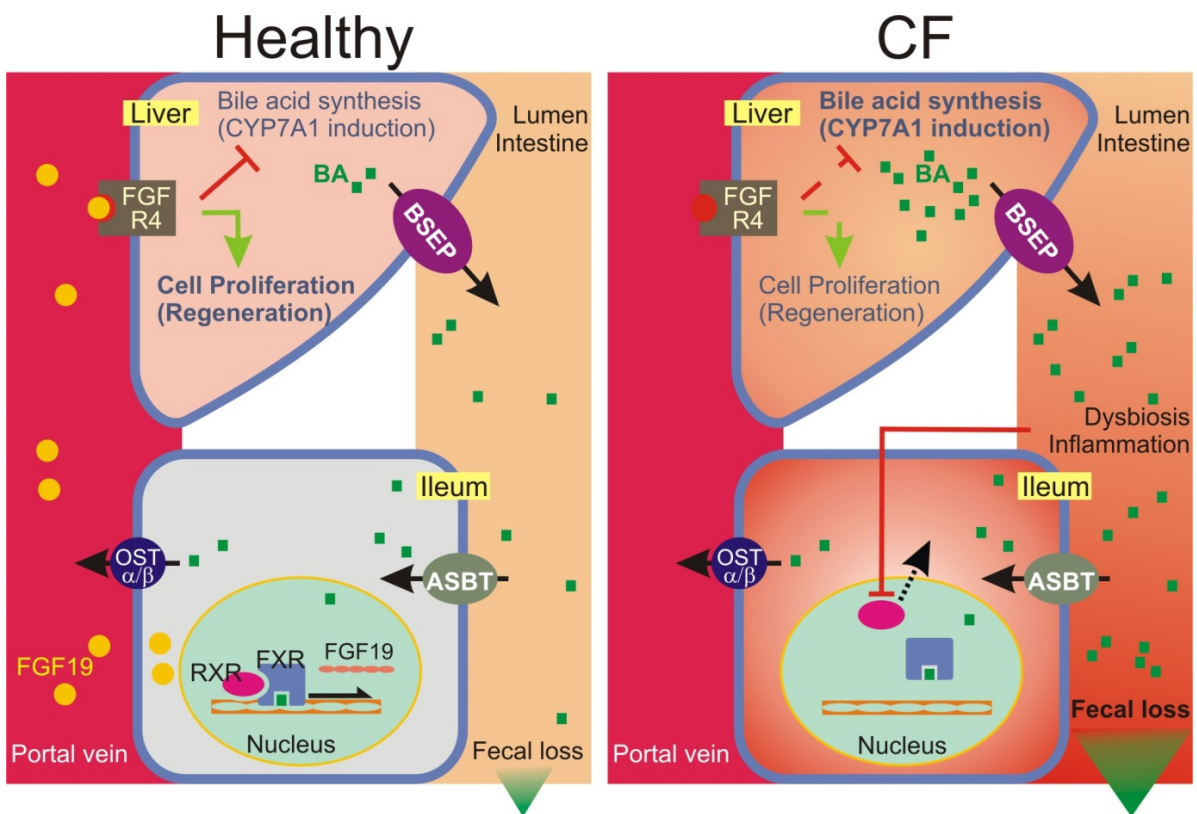 Healthy
Liver
Bile acid synthesis
(CYP7A1 induction)
Lumen
Intestine
FGF
R4
BA
BSEP
Cell Proliferation
(Regeneration)
Ileum
OST
α/β
ASBT
FGF19
RXR
FXR
FGF19
Nucleus
Portal vein
Fecal loss
CF
Liver
Bile acid synthesis
(CYP7A1 induction)
Lumen
Intestine
FGF
R4
BA
BSEP
Cell Proliferation
(Regeneration)
Dysbiosis
Inflammation
Ileum
OST
α/β
ASBT
Nucleus
Portal vein
Fecal loss